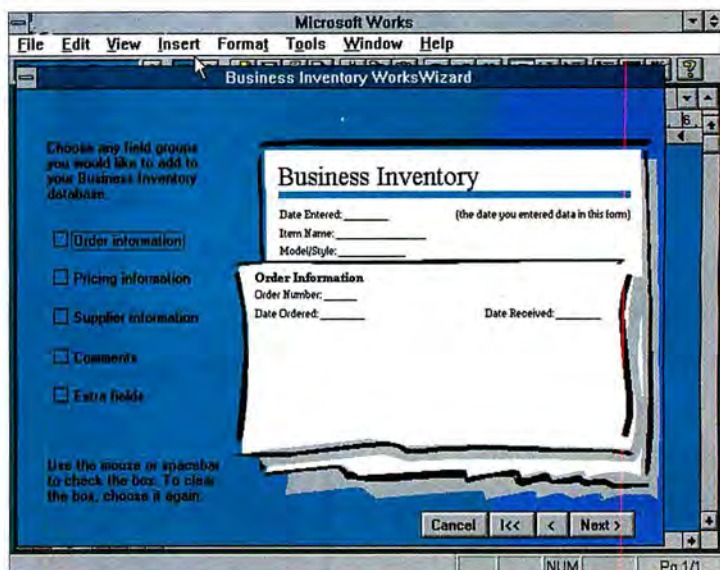 Microsoft Works
File Edit View Insert Format Tools Window Help
Business Inventory WorksWizard
6
Choose any field groups
you would like to add to
your Business Inventory
database.
Order information
Pricing information
Supplier information
Comments
Extra fields
Use the mouse or spacebar
to check the box. To clear
the box, choose it again.
Business Inventory
Date Entered: (the date you entered data in this form)
Item Name:
Model/Style:
Order Information
Order Number:
Date Ordered: Date Received:
Cancel I<< < Next >
NUM Pg 1/1